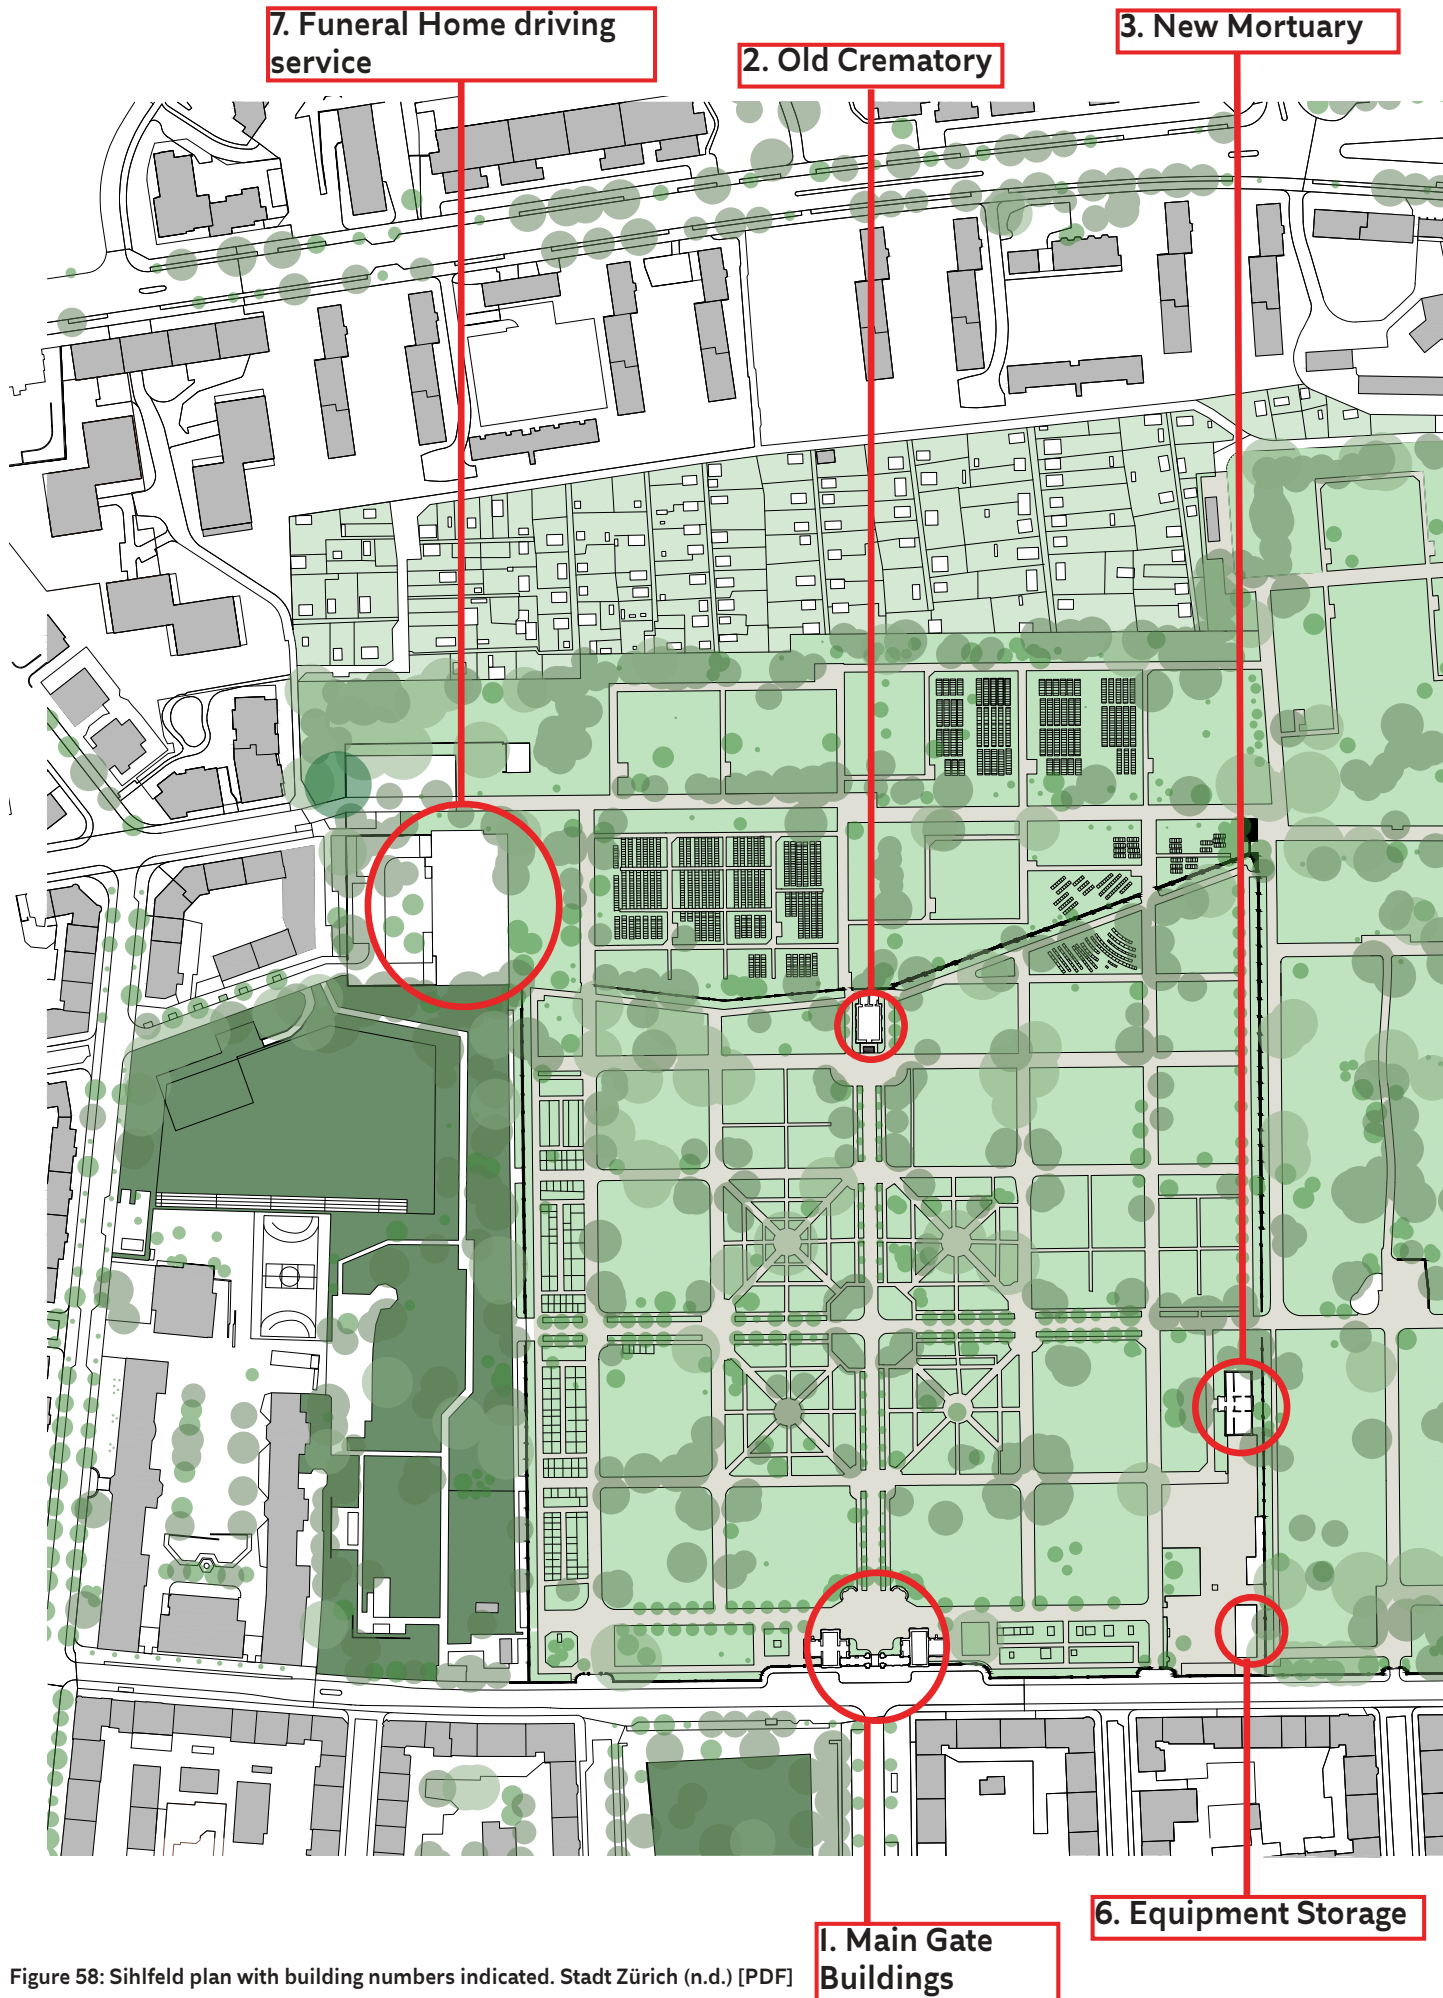 7. Funeral Home driving
service
2. Old Crematory
3. New Mortuary
6. Equipment Storage
1. Main Gate
Buildings
Figure 58: Sihlfeld plan with building numbers indicated. Stadt Zürich (n.d.) [PDF]